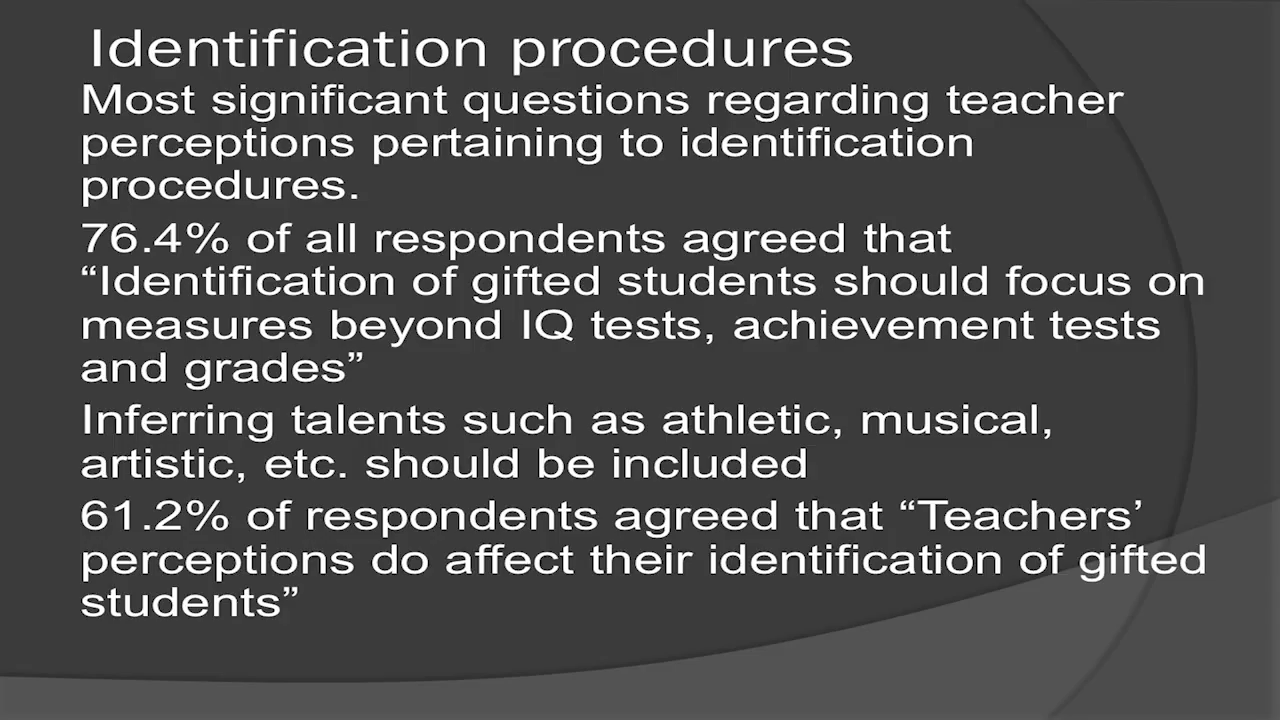 Identification procedures
Most significant questions regarding teacher
perceptions pertaining to identification
procedures.
76.4% of all respondents agreed that
“Identification of gifted students should focus on
measures beyond IQ tests, achievement tests
and grades”
Inferring talents such as athletic, musical,
artistic, etc. should be included
61.2% of respondents agreed that “Teachers’
perceptions do affect their identification of gifted
students”